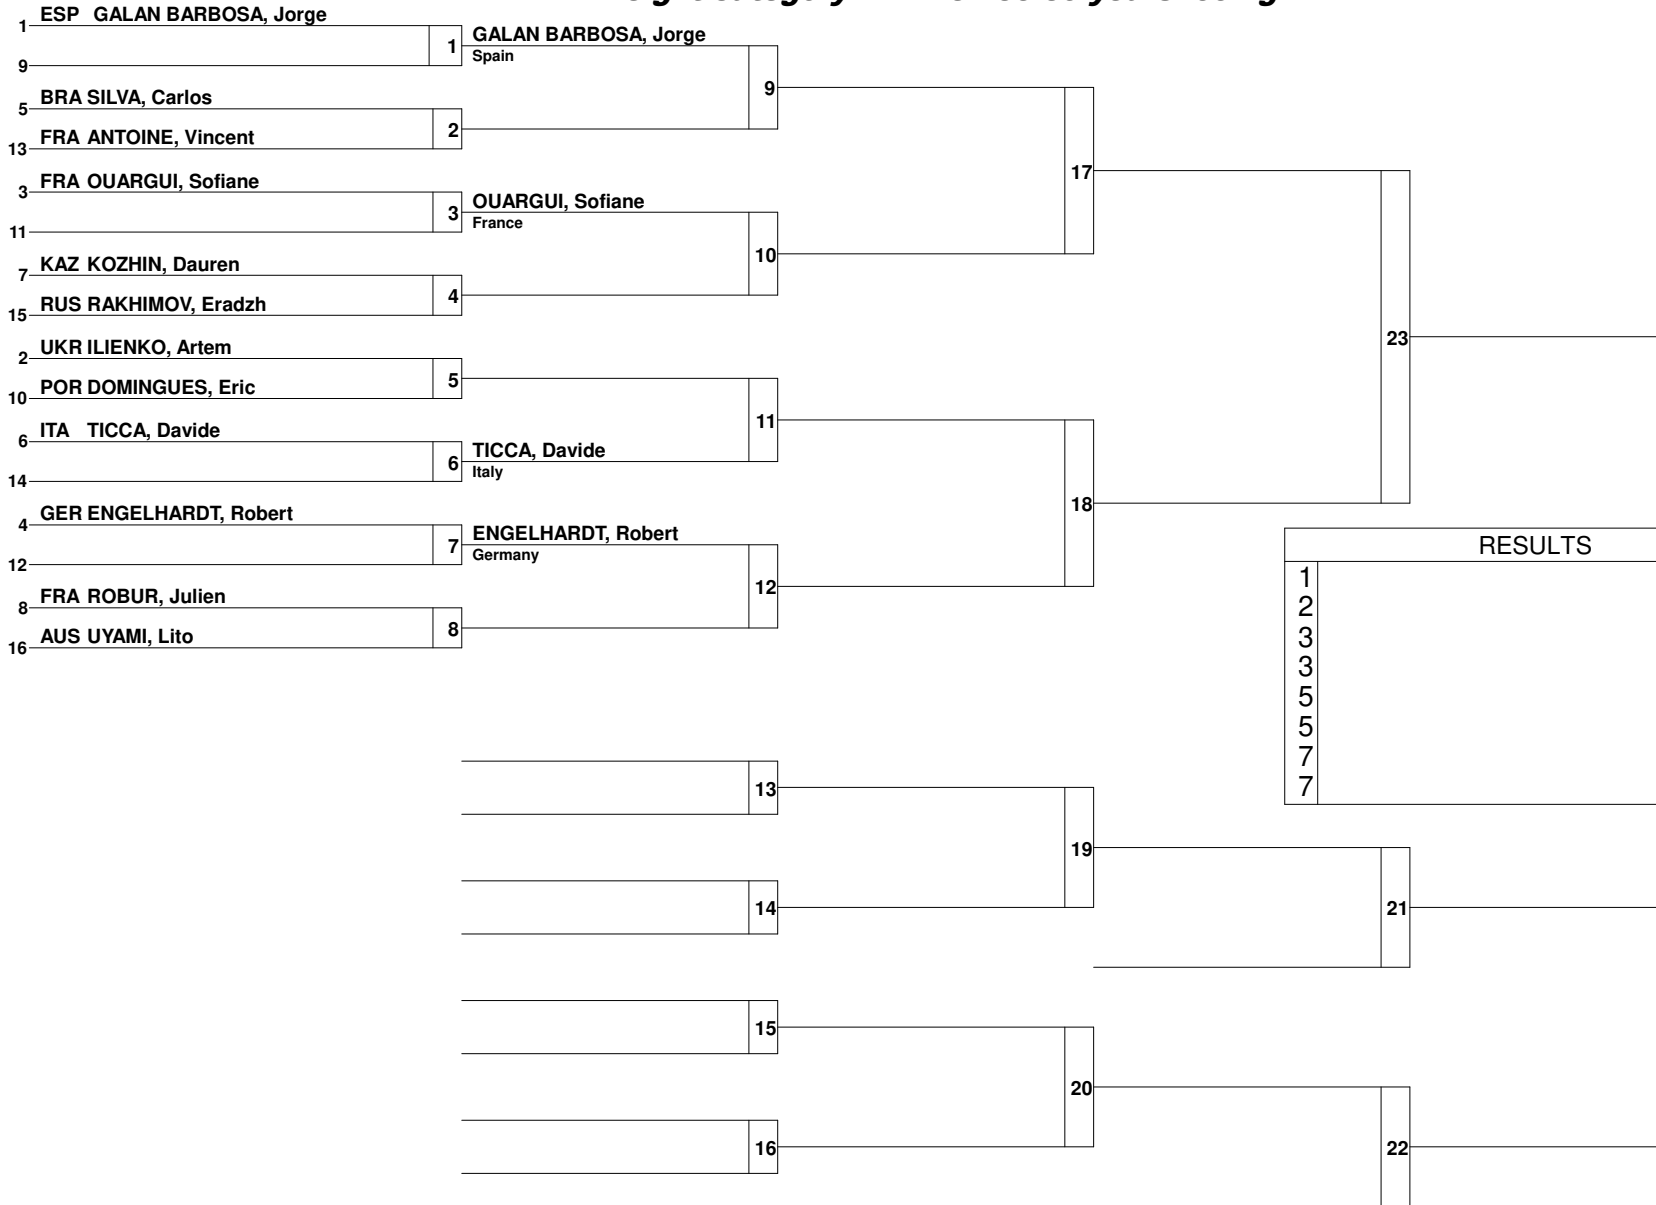 1 ESP GALAN BARBOSA, Jorge
1 GALAN BARBOSA, Jorge
9
Spain
9
5 BRA SILVA, Carlos
2
13 FRA ANTOINE, Vincent
17
3 FRA OUARGUI, Sofiane
3 OUARGUI, Sofiane
11
France
10
7 KAZ KOZHIN, Dauren
4
15 RUS RAKHIMOV, Eradzh
23
2 UKR ILIENKO, Artem
5
10 POR DOMINGUES, Eric
11
6 ITA TICCA, Davide
6 TICCA, Davide
14
Italy
18
4 GER ENGELHARDT, Robert
7 ENGELHARDT, Robert
12
Germany
12
8 FRA ROBUR, Julien
8
16 AUS UYAMI, Lito
RESULTS
1
2
3
3
5
5
7
7
13
19
14
21
15
20
16
22